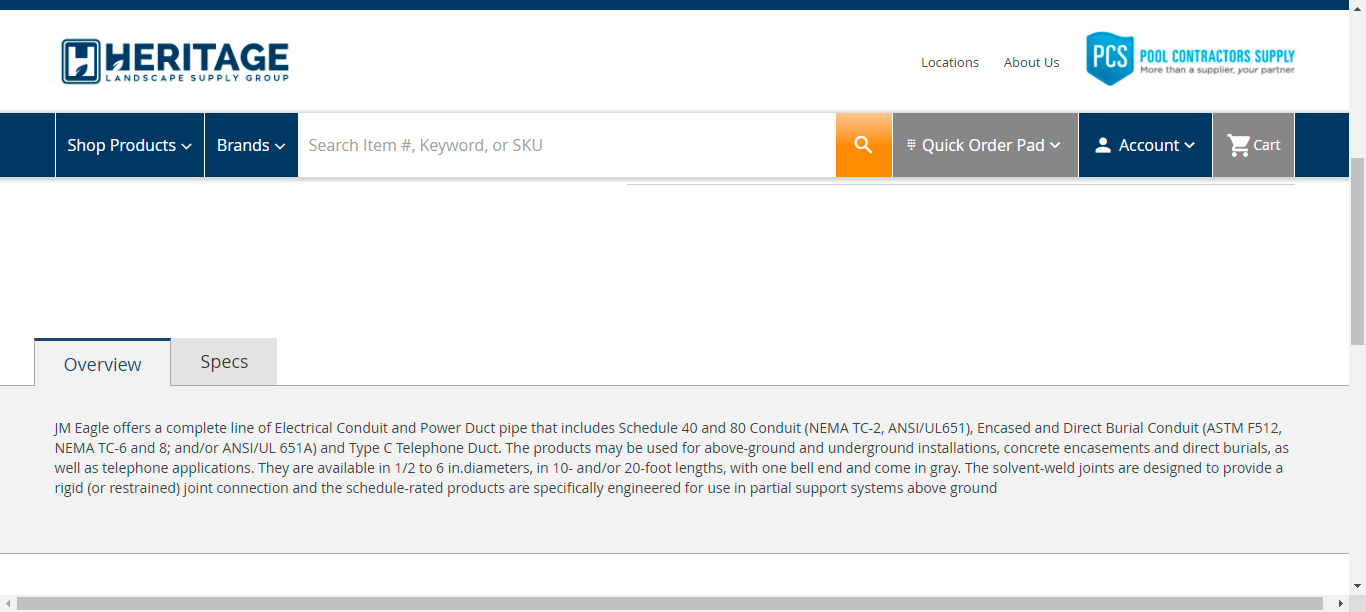 HERITAGE
LANDSCAPE SUPPLY GROUP
Locations
About Us
PCS
POOL CONTRACTORS SUPPLY
More than a supplier, your partner.
Shop Products
Brands
Search Item #, Keyword, or SKU
Quick Order Pad
Account
Cart
Overview
Specs
JM Eagle offers a complete line of Electrical Conduit and Power Duct pipe that includes Schedule 40 and 80 Conduit (NEMA TC-2, ANSI/UL651), Encased and Direct Burial Conduit (ASTM F512,
NEMA TC-6 and 8; and/or ANSI/UL 651A) and Type C Telephone Duct. The products may be used for above-ground and underground installations, concrete encasements and direct burials, as
well as telephone applications. They are available in 1/2 to 6 in.diameters, in 10- and/or 20-foot lengths, with one bell end and come in gray. The solvent-weld joints are designed to provide a
rigid (or restrained) joint connection and the schedule-rated products are specifically engineered for use in partial support systems above ground